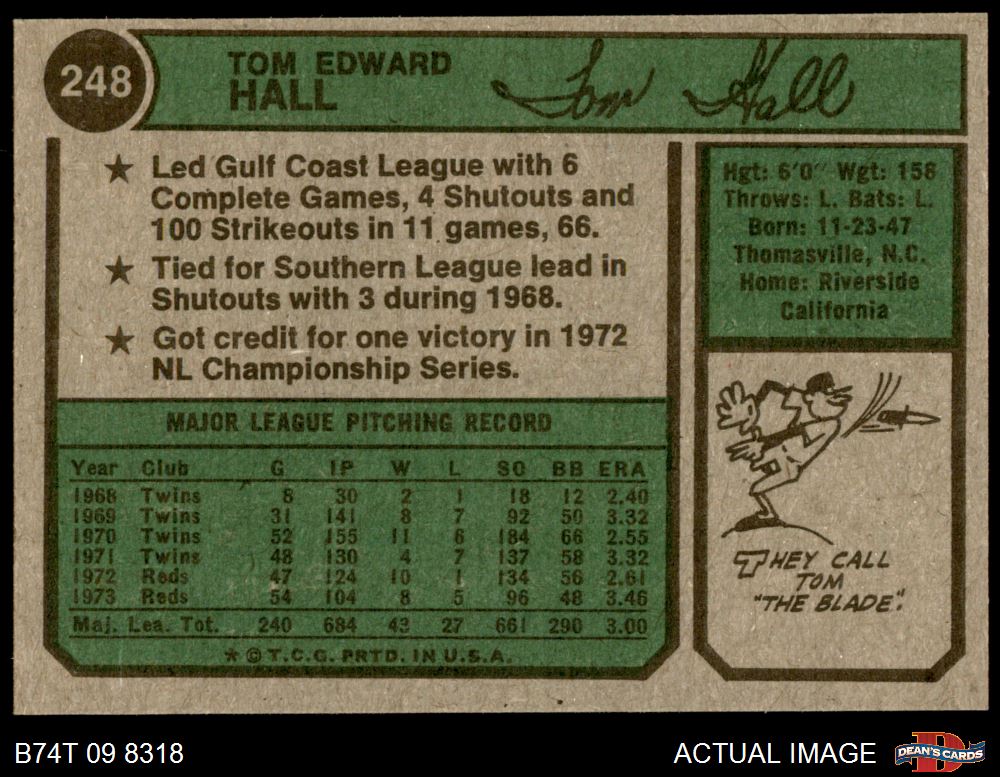 248
TOM EDWARD
HALL
Tom Hall
★ Led Gulf Coast League with 6
Complete Games, 4 Shutouts and
100 Strikeouts in 11 games, 66.
★ Tied for Southern League lead in
Shutouts with 3 during 1968.
★ Got credit for one victory in 1972
NL Championship Series.
Hgt: 6'0" Wgt: 158
Throws: L. Bats: L.
Born: 11-23-47
Thomasville, N.C.
Home: Riverside
California
MAJOR LEAGUE PITCHING RECORD
Year Club G IP W L SO BB ERA
1968 Twins 8 30 2 1 18 12 2.40
1969 Twins 31 141 8 7 92 50 3.32
1970 Twins 52 155 11 6 184 66 2.55
1971 Twins 48 130 4 7 137 58 3.32
1972 Reds 47 124 10 1 134 56 2.61
1973 Reds 54 104 8 5 96 48 3.46
Maj. Lea. Tot. 240 684 43 27 661 290 3.00
★ © T.C.G. PRTD. IN U.S.A.
THEY CALL
TOM
"THE BLADE".
B74T 09 8318
ACTUAL IMAGE
D
DEAN'S CARDS